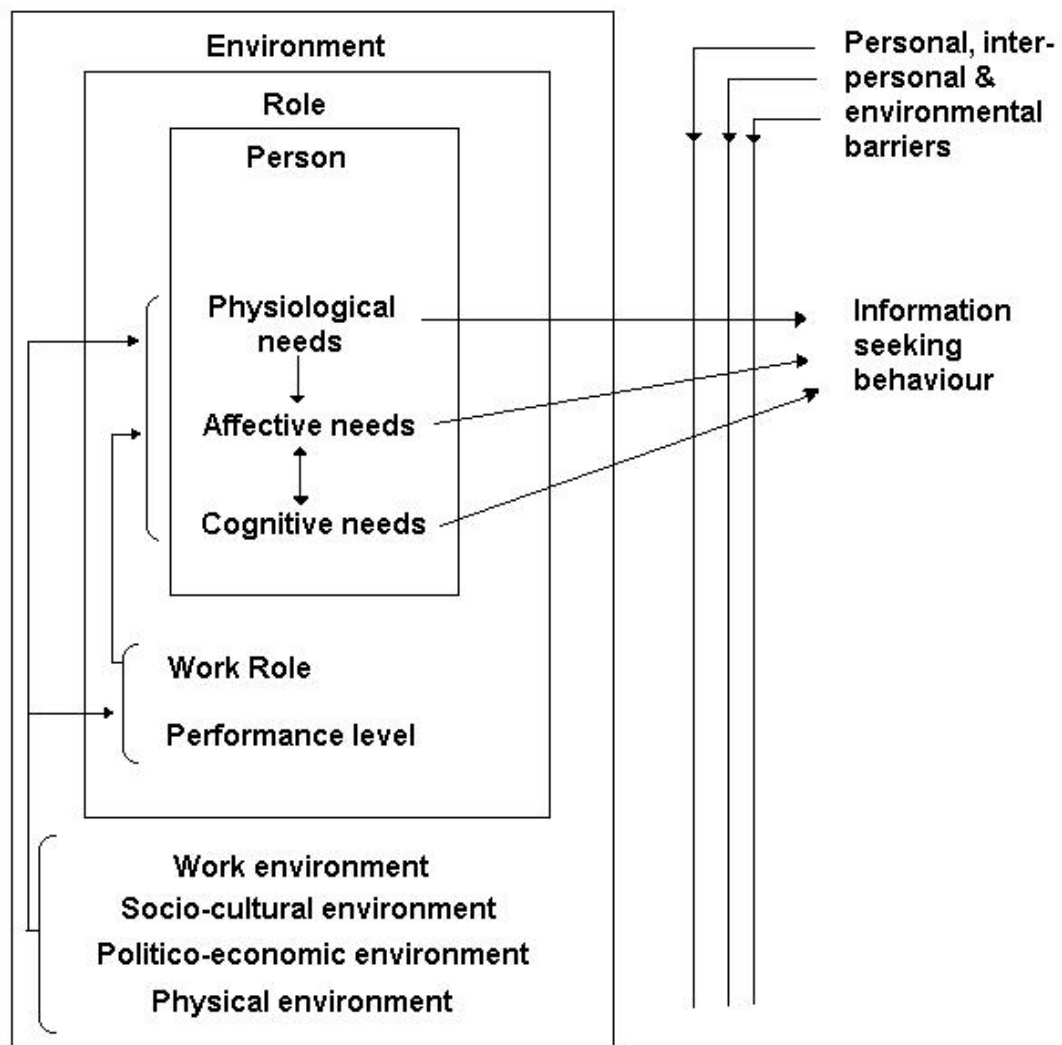 Environment
Role
Person
Physiological
needs
Affective needs
Cognitive needs
Work Role
Performance level
Work environment
Socio-cultural environment
Politico-economic environment
Physical environment
Personal, inter-
personal &
environmental
barriers
Information
seeking
behaviour